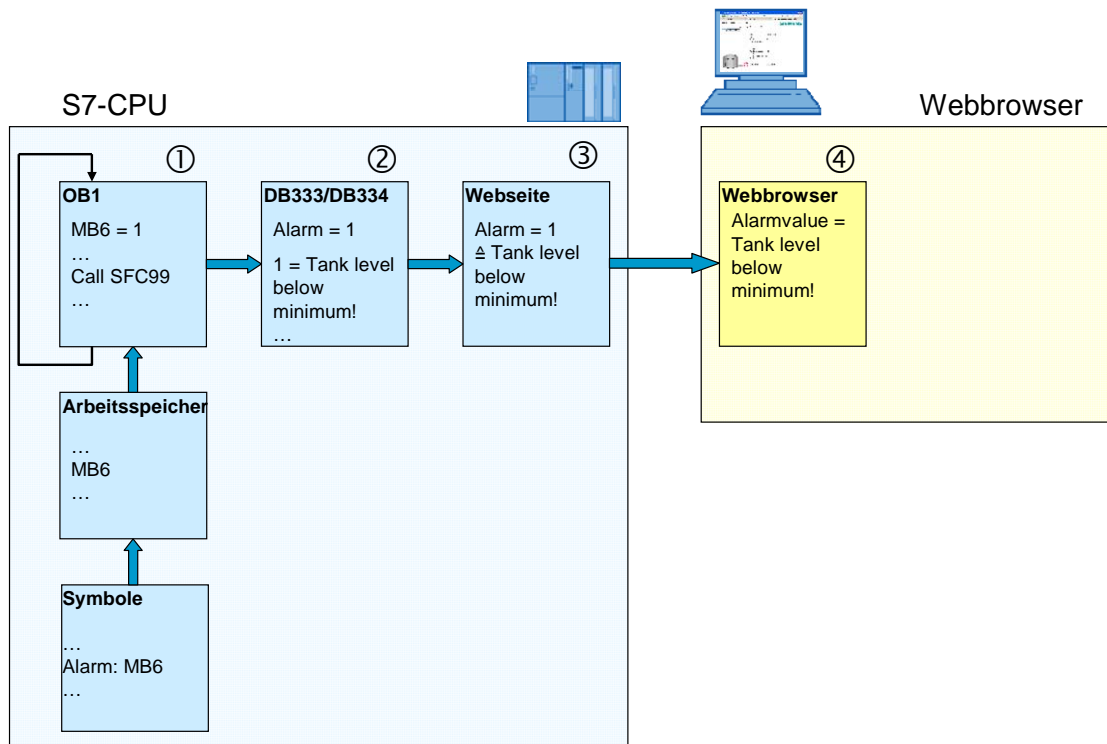 S7-CPU
Webbrowser
①
OB1
MB6 = 1
…
Call SFC99
…
②
DB333/DB334
Alarm = 1
1 = Tank level
below
minimum!
…
③
Webseite
Alarm = 1
≙ Tank level
below
minimum!
④
Webbrowser
Alarmvalue =
Tank level
below
minimum!
Arbeitsspeicher
…
MB6
…
Symbole
…
Alarm: MB6
…